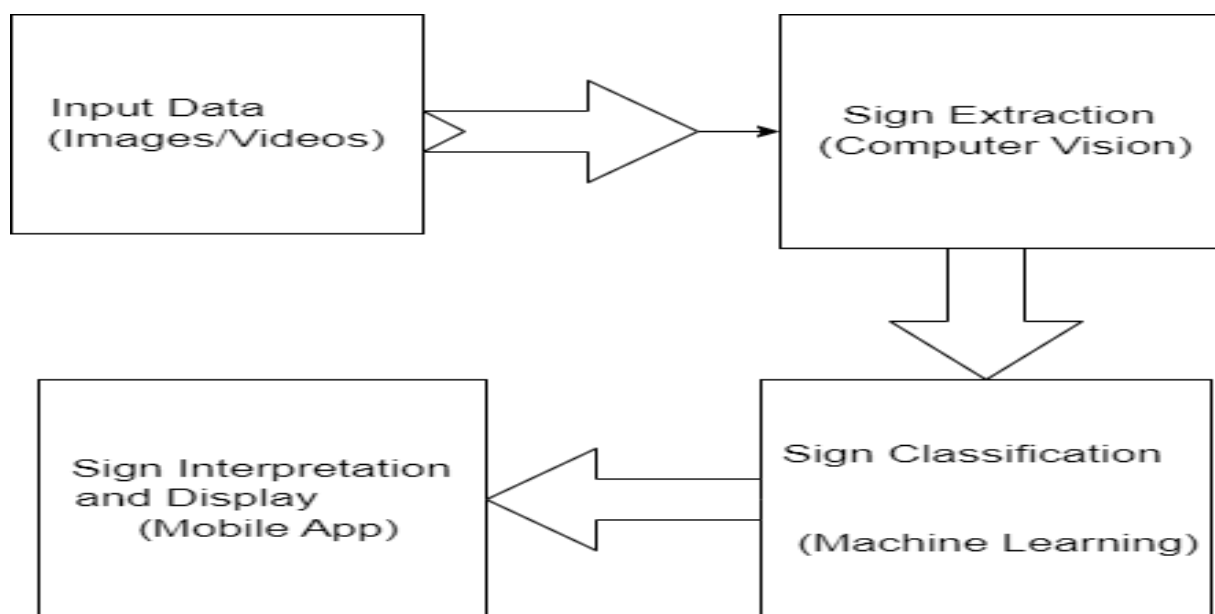 Input Data
(Images/Videos)
Sign Extraction
(Computer Vision)
Sign Classification
(Machine Learning)
Sign Interpretation
and Display
(Mobile App)